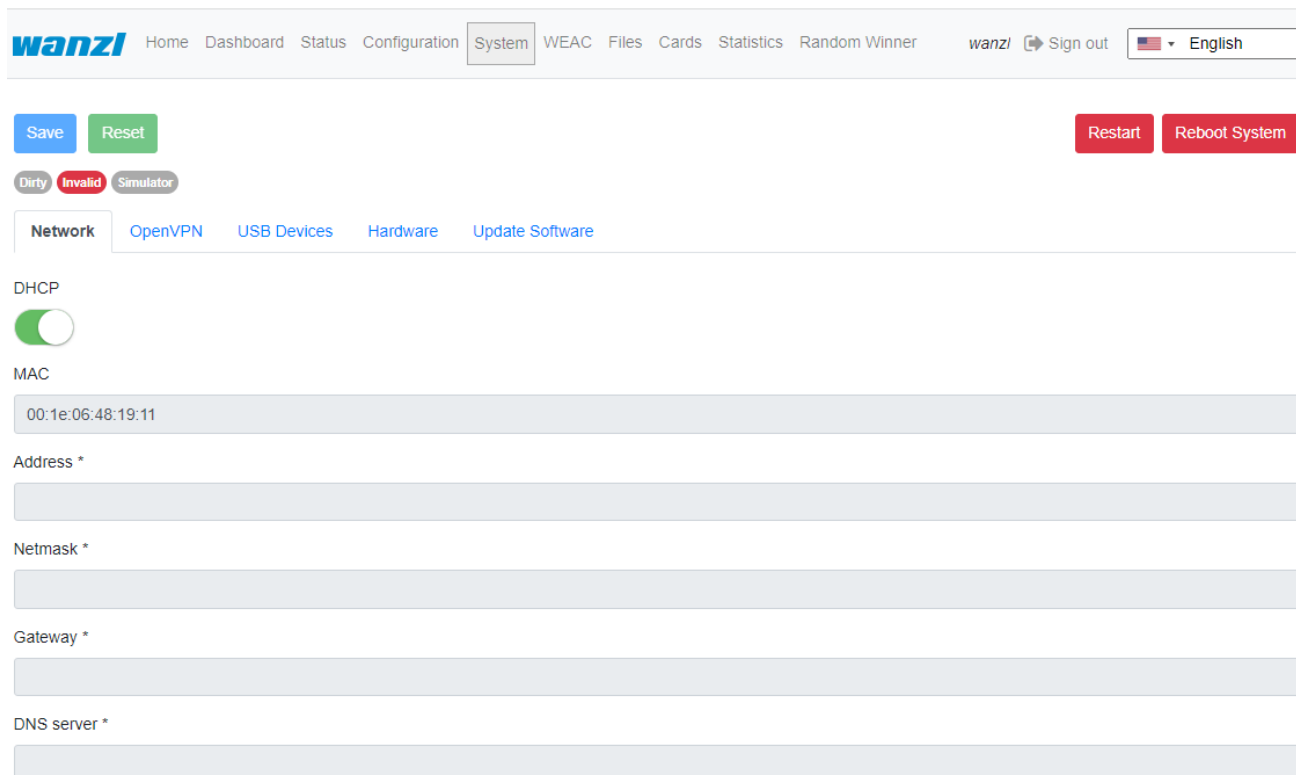 wanzl Home Dashboard Status Configuration System WEAC Files Cards Statistics Random Winner wanzl Sign out English
Save Reset Restart Reboot System
Dirty Invalid Simulator
Network OpenVPN USB Devices Hardware Update Software
DHCP
MAC
00:1e:06:48:19:11
Address *
Netmask *
Gateway *
DNS server *